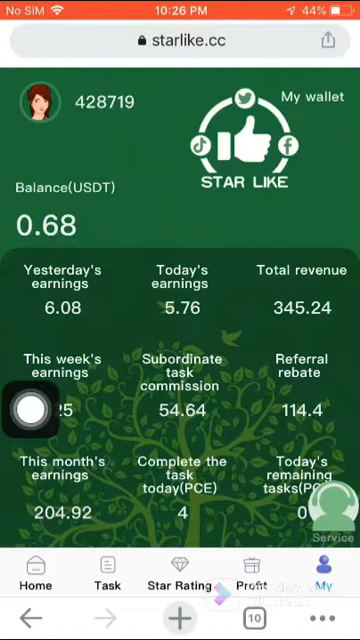 No SIM
10:26 PM
44%
starlike.cc
428719
My wallet
STAR LIKE
Balance(USDT)
0.68
Yesterday's earnings
6.08
Today's earnings
5.76
Total revenue
345.24
This week's earnings
25
Subordinate task commission
54.64
Referral rebate
114.4
This month's earnings
204.92
Complete the task today(PCE)
4
Today's remaining tasks(PC
0
Service
Home
Task
Star Rating
Profit
My
10